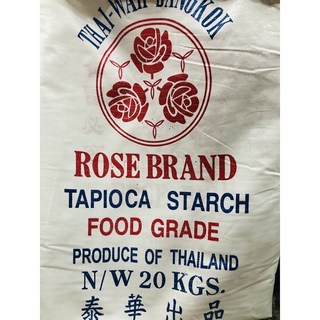 THAI-WAH BANGKOK
ROSE BRAND
TAPIOCA STARCH
FOOD GRADE
PRODUCE OF THAILAND
N/W 20 KGS.
泰華出品